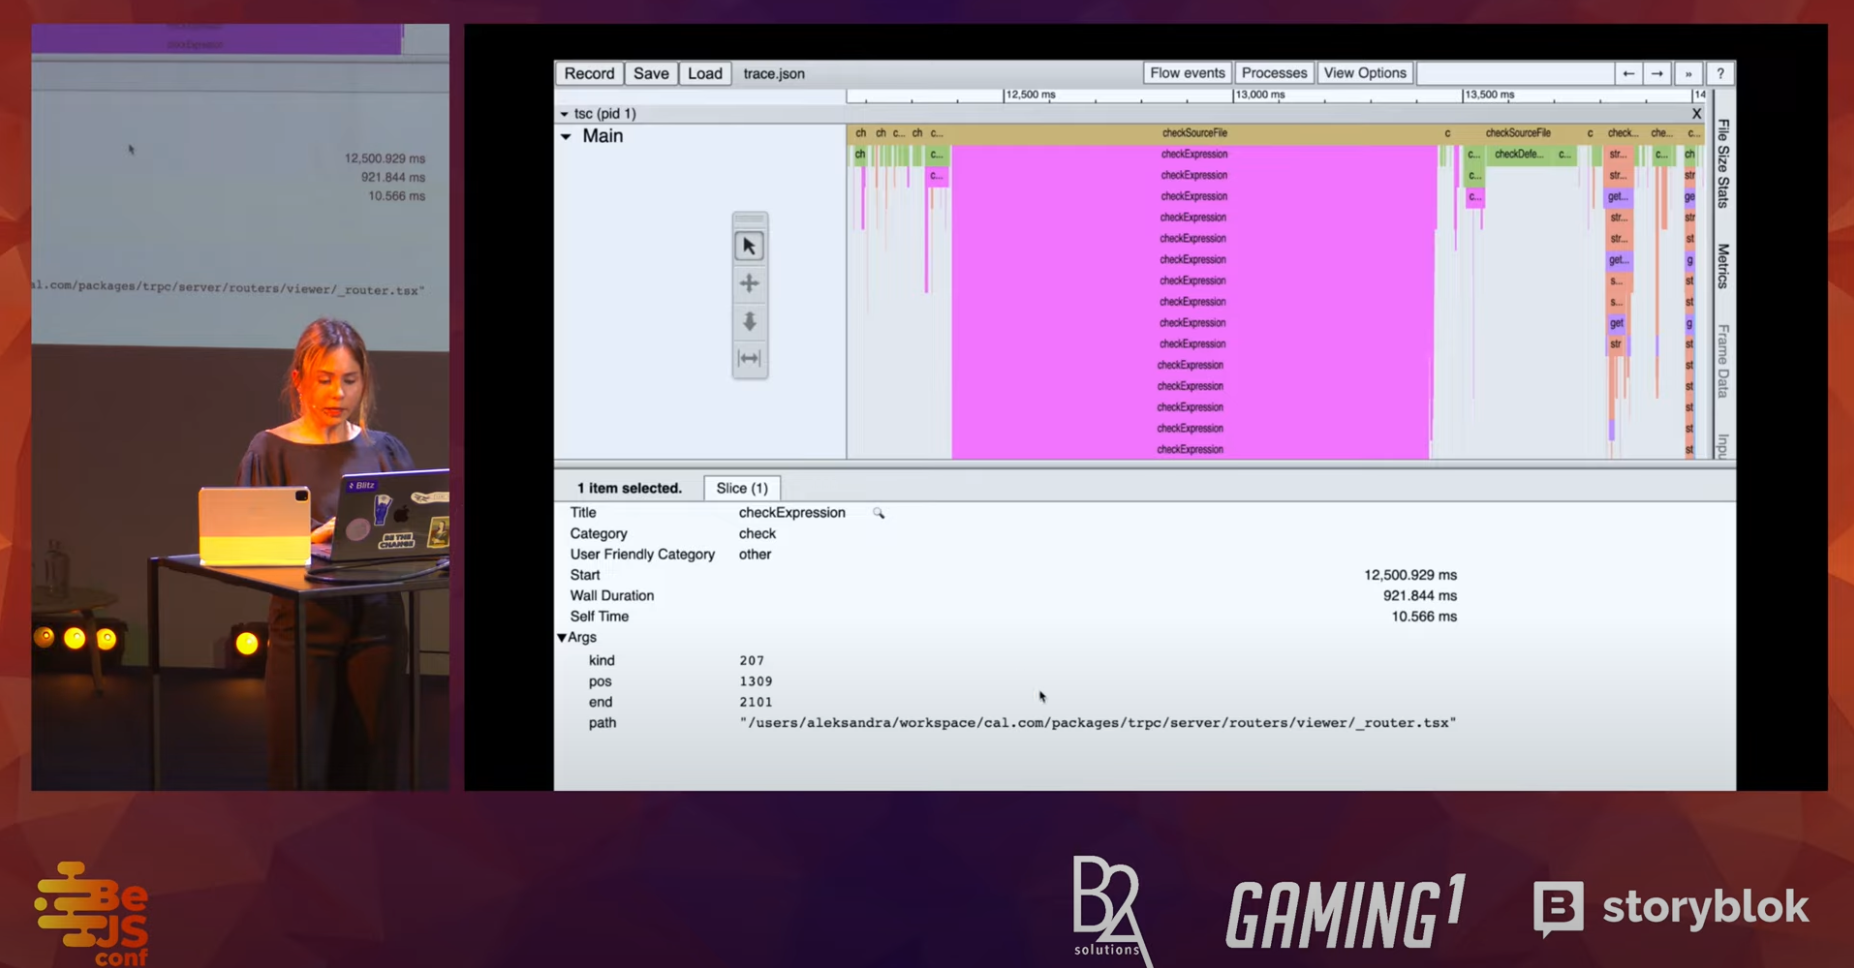 12,500.929 ms
921.844 ms
10.566 ms
al.com/packages/trpc/server/routers/viewer/_router.tsx"
Blitz
BE THE CHANGE
Record Save Load trace.json Flow events Processes View Options ← → » ?
12,500 ms 13,000 ms 13,500 ms 14
tsc (pid 1) X
Main
ch ch c... ch c... checkSourceFile c checkSourceFile c check... che... c...
ch c... checkExpression c... checkDefe... c... str... c... ch
c... checkExpression c... str... str
checkExpression c... get... ge
checkExpression str... str
checkExpression str... st
checkExpression get... g
checkExpression s... st
checkExpression s... st
checkExpression get g
checkExpression str st
checkExpression st
checkExpression st
checkExpression st
checkExpression st
checkExpression st
File Size Stats
Metrics
Frame Data
Inpu
1 item selected. Slice (1)
Title checkExpression
Category check
User Friendly Category other
Start 12,500.929 ms
Wall Duration 921.844 ms
Self Time 10.566 ms
Args
kind 207
pos 1309
end 2101
path "/users/aleksandra/workspace/cal.com/packages/trpc/server/routers/viewer/_router.tsx"
Be
JS
conf
B2A
solutions
GAMING1
B storyblok